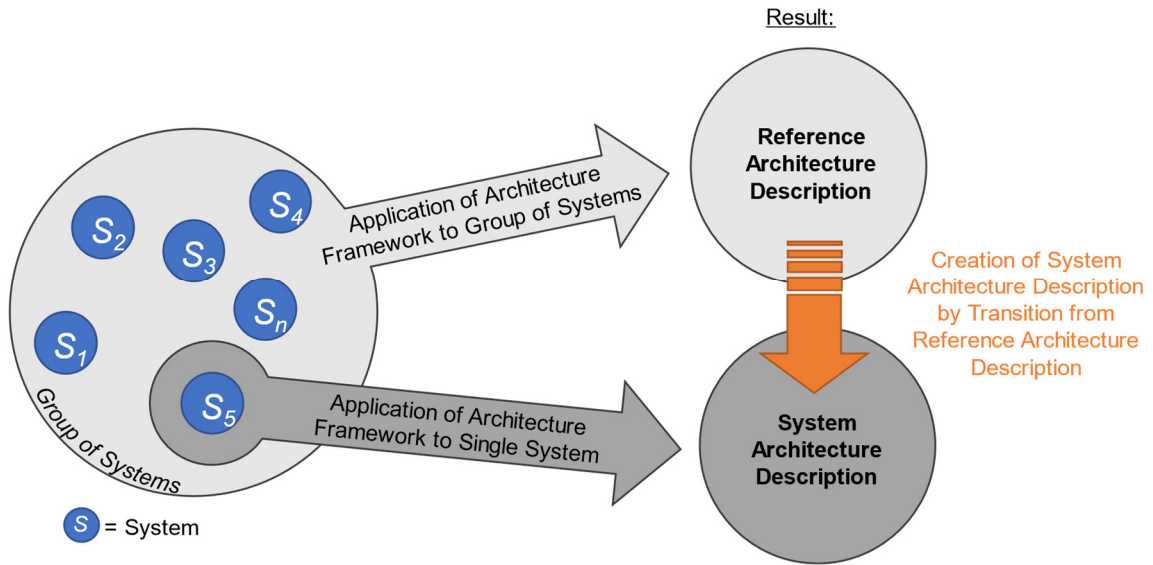 Result:
Reference
Architecture
Description
Application of Architecture
Framework to Group of Systems
S4
S2
S3
Sn
S1
S5
Group of Systems
Application of Architecture
Framework to Single System
Creation of System
Architecture Description
by Transition from
Reference Architecture
Description
System
Architecture
Description
S = System